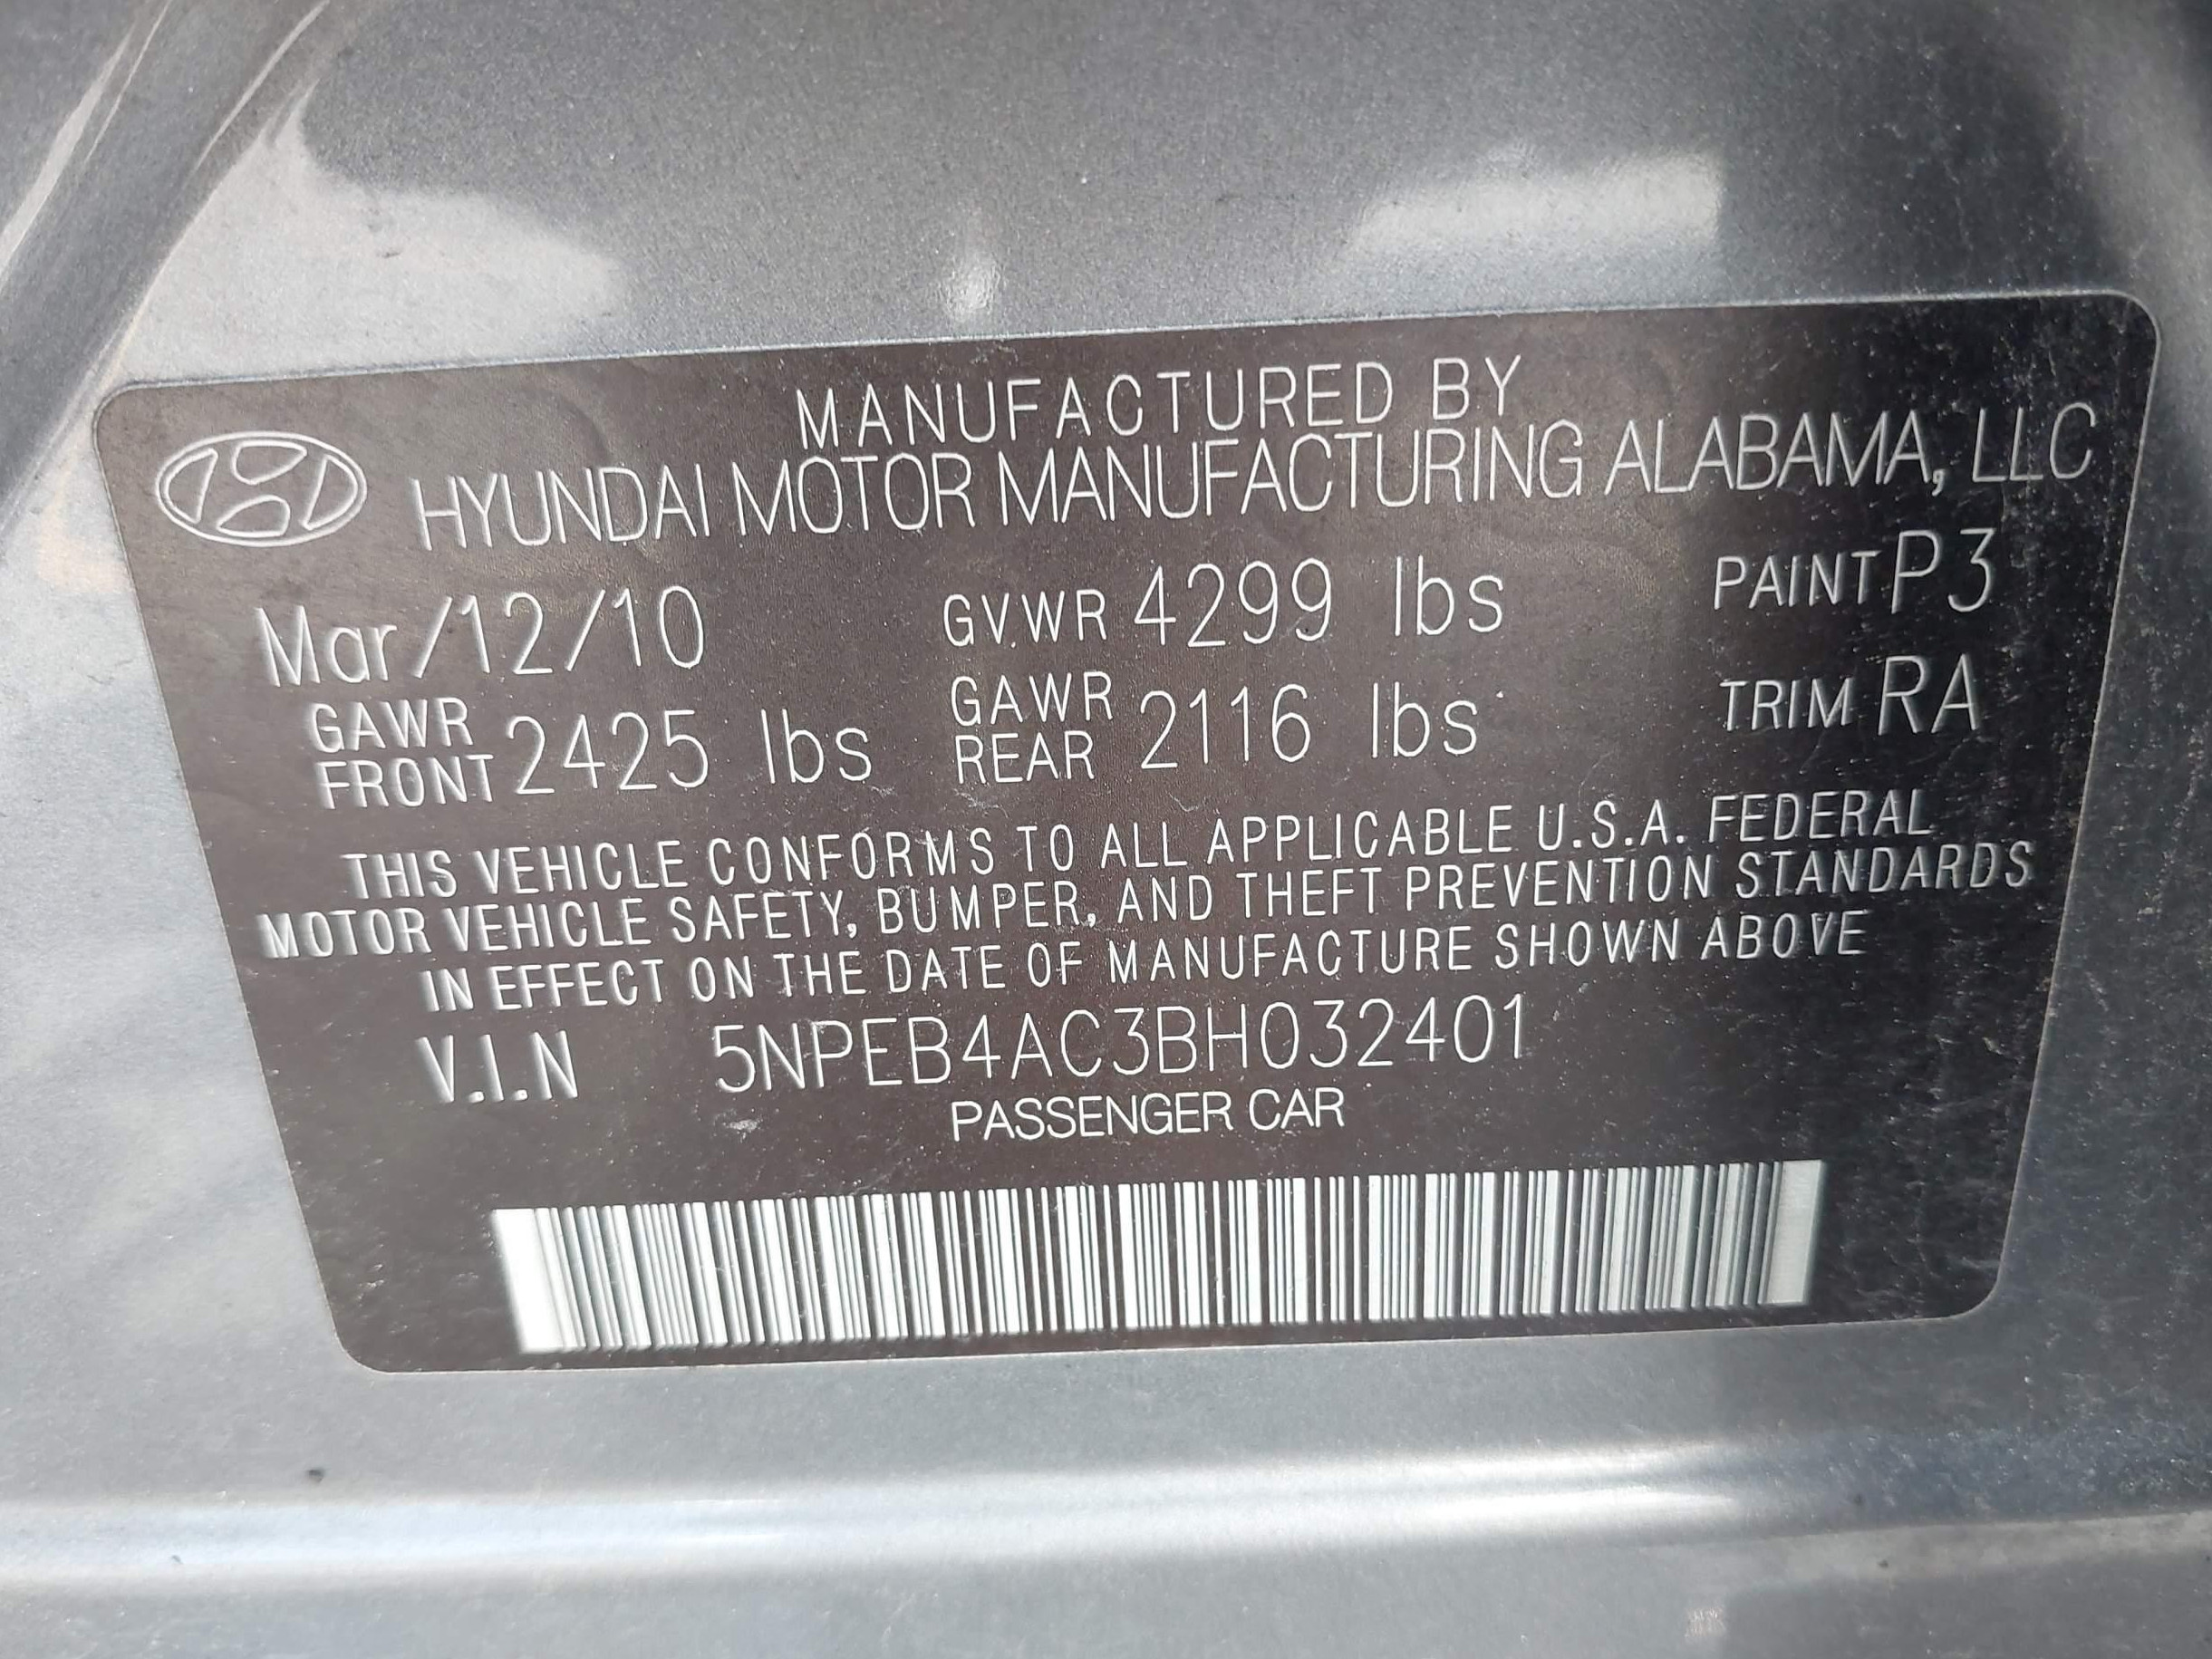 MANUFACTURED BY
HYUNDAI MOTOR MANUFACTURING ALABAMA, LLC
Mar/12/10 GVWR 4299 lbs PAINT P3
GAWR FRONT 2425 lbs GAWR REAR 2116 lbs TRIM RA
THIS VEHICLE CONFORMS TO ALL APPLICABLE U.S.A. FEDERAL
MOTOR VEHICLE SAFETY, BUMPER, AND THEFT PREVENTION STANDARDS
IN EFFECT ON THE DATE OF MANUFACTURE SHOWN ABOVE
V.I.N 5NPEB4AC3BH032401
PASSENGER CAR